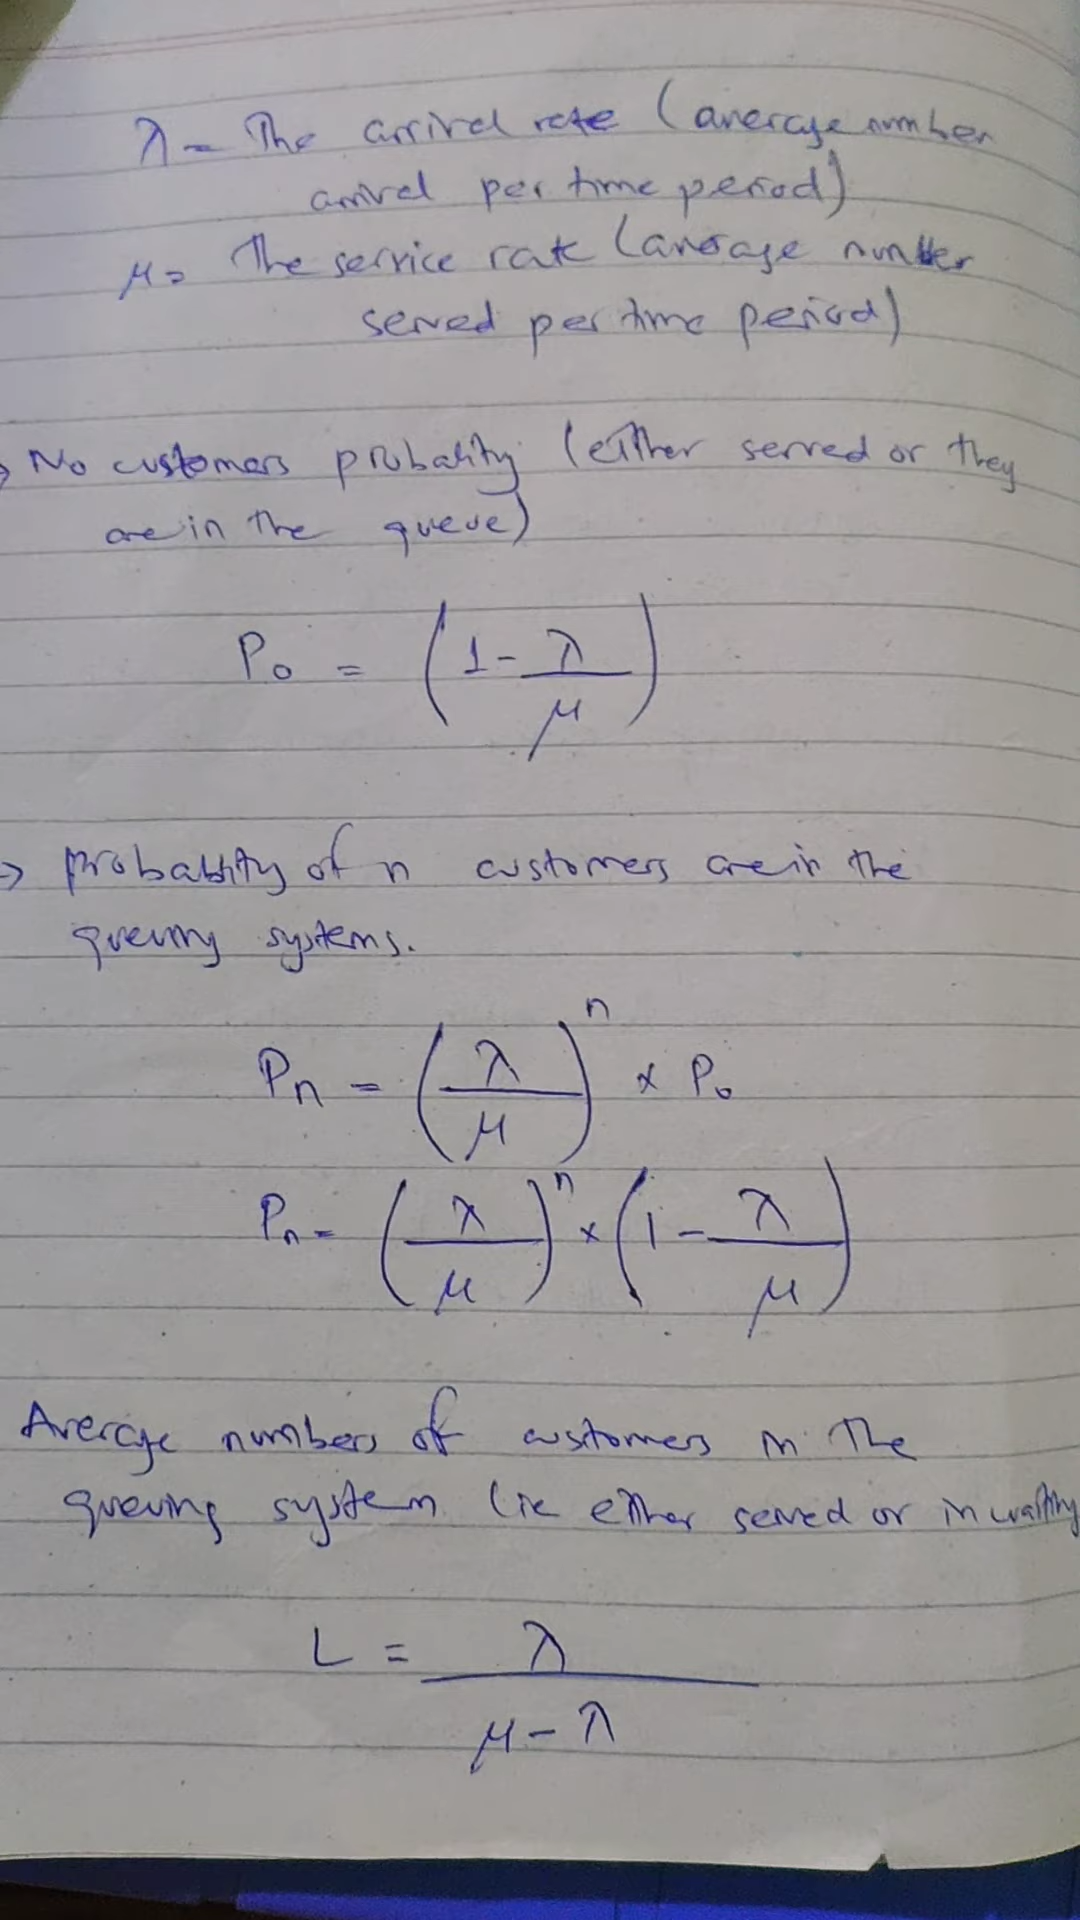 λ = The arrival rate (average number
arrival per time period)
μ = The service rate (average number
served per time period)
→ No customers probality (either served or they
are in the queue)
P₀ = (1 - λ/μ)
→ probability of n customers are in the
queuing systems.
Pₙ = (λ/μ)ⁿ × P₀
Pₙ = (λ/μ)ⁿ × (1 - λ/μ)
Average numbers of customers in the
queuing system (ie either served or in waiting
L = λ/(μ - λ)